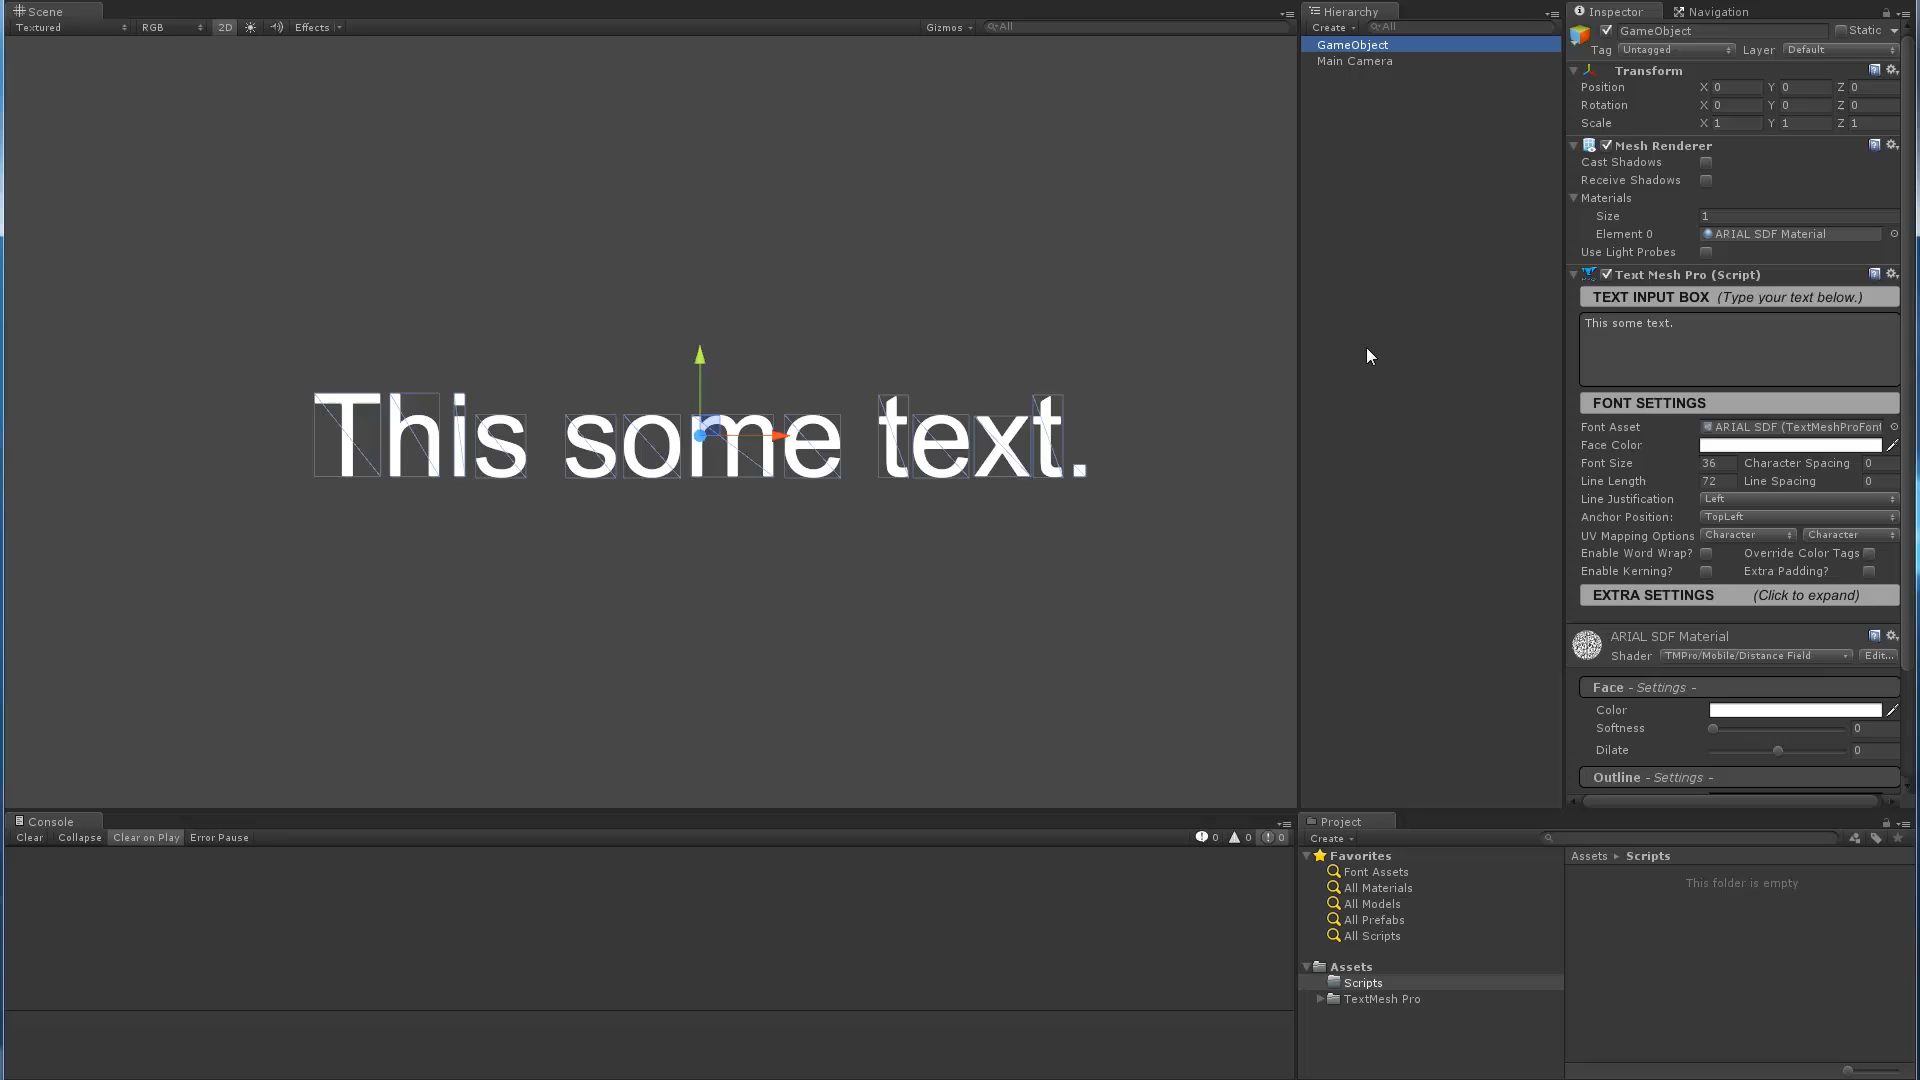 Scene
Textured RGB 2D Effects Gizmos All
This some text.
Console
Clear Collapse Clear on Play Error Pause 0 0 0
Hierarchy
Create All
GameObject
Main Camera
Inspector Navigation
GameObject Static
Tag Untagged Layer Default
Transform
Position X 0 Y 0 Z 0
Rotation X 0 Y 0 Z 0
Scale X 1 Y 1 Z 1
Mesh Renderer
Cast Shadows
Receive Shadows
Materials
Size 1
Element 0 ARIAL SDF Material
Use Light Probes
Text Mesh Pro (Script)
TEXT INPUT BOX (Type your text below.)
This some text.
FONT SETTINGS
Font Asset ARIAL SDF (TextMeshProFont
Face Color
Font Size 36 Character Spacing 0
Line Length 72 Line Spacing 0
Line Justification Left
Anchor Position: TopLeft
UV Mapping Options Character Character
Enable Word Wrap? Override Color Tags
Enable Kerning? Extra Padding?
EXTRA SETTINGS (Click to expand)
ARIAL SDF Material
Shader TMPro/Mobile/Distance Field Edit...
Face - Settings -
Color
Softness 0
Dilate 0
Outline - Settings -
Project
Create
Favorites
Font Assets
All Materials
All Models
All Prefabs
All Scripts
Assets
Scripts
TextMesh Pro
Assets ▸ Scripts
This folder is empty